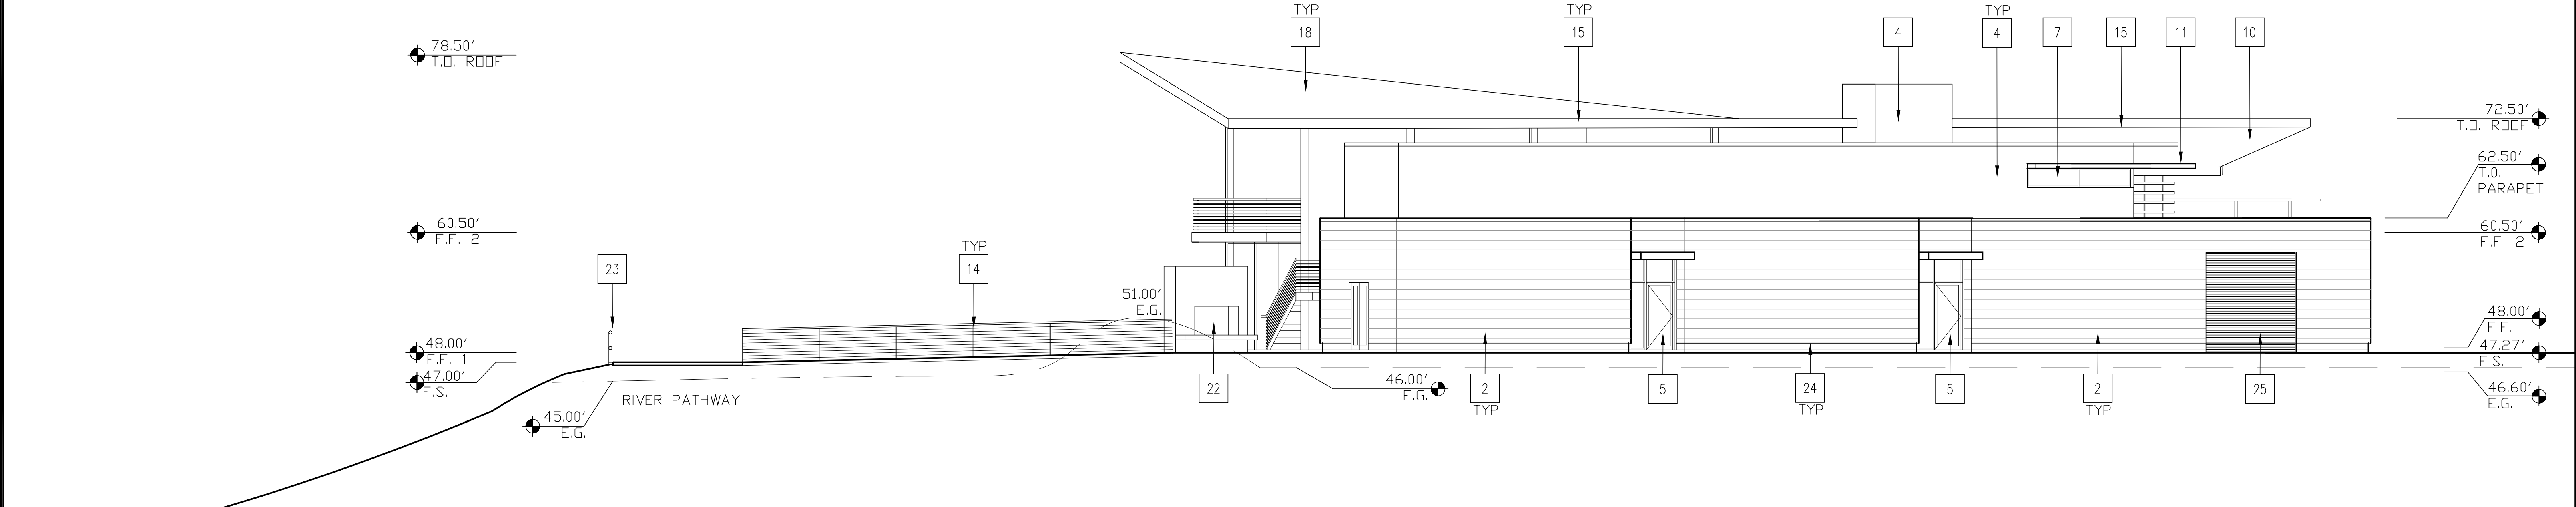 TYP
18
TYP
15
4
TYP
4
7
15
11
10
78.50'
T.O. ROOF
72.50'
T.O. ROOF
62.50'
T.O.
PARAPET
60.50'
F.F. 2
60.50'
F.F. 2
23
TYP
14
51.00'
E.G.
48.00'
F.F. 1
47.00'
F.S.
48.00'
F.F.
47.27'
F.S.
46.60'
E.G.
45.00'
E.G.
RIVER PATHWAY
22
46.00'
E.G.
2
TYP
5
24
TYP
5
2
TYP
25